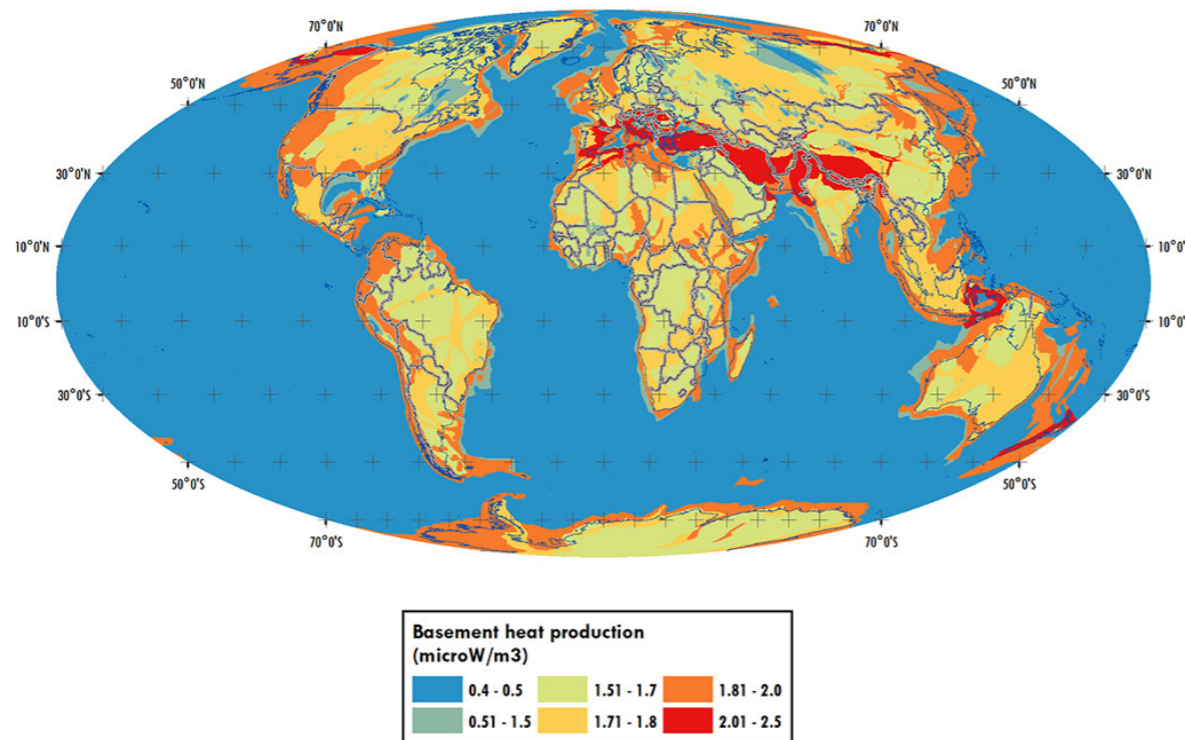 70°0'N 70°0'N
50°0'N 50°0'N
30°0'N 30°0'N
10°0'N 10°0'N
10°0'S 10°0'S
30°0'S 30°0'S
50°0'S 50°0'S
70°0'S 70°0'S
Basement heat production
(microW/m3)
0.4 - 0.5 1.51 - 1.7 1.81 - 2.0
0.51 - 1.5 1.71 - 1.8 2.01 - 2.5